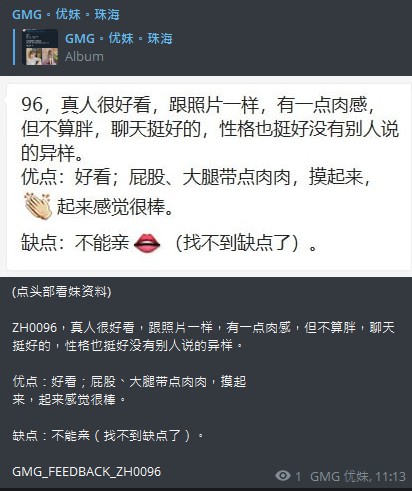 GMG。优妹。珠海
GMG。优妹。珠海
Album
96，真人很好看，跟照片一样，有一点肉感，
但不算胖，聊天挺好的，性格也挺好没有别人说
的异样。
优点：好看；屁股、大腿带点肉肉，摸起来，
👏🏻起来感觉很棒。
缺点：不能亲👄（找不到缺点了）。
(点头部看妹资料)
ZH0096，真人很好看，跟照片一样，有一点肉感，但不算胖，聊天
挺好的，性格也挺好没有别人说的异样。
优点：好看；屁股、大腿带点肉肉，摸起
来，起来感觉很棒。
缺点：不能亲（找不到缺点了）。
GMG_FEEDBACK_ZH0096
1 GMG 优妹, 11:13